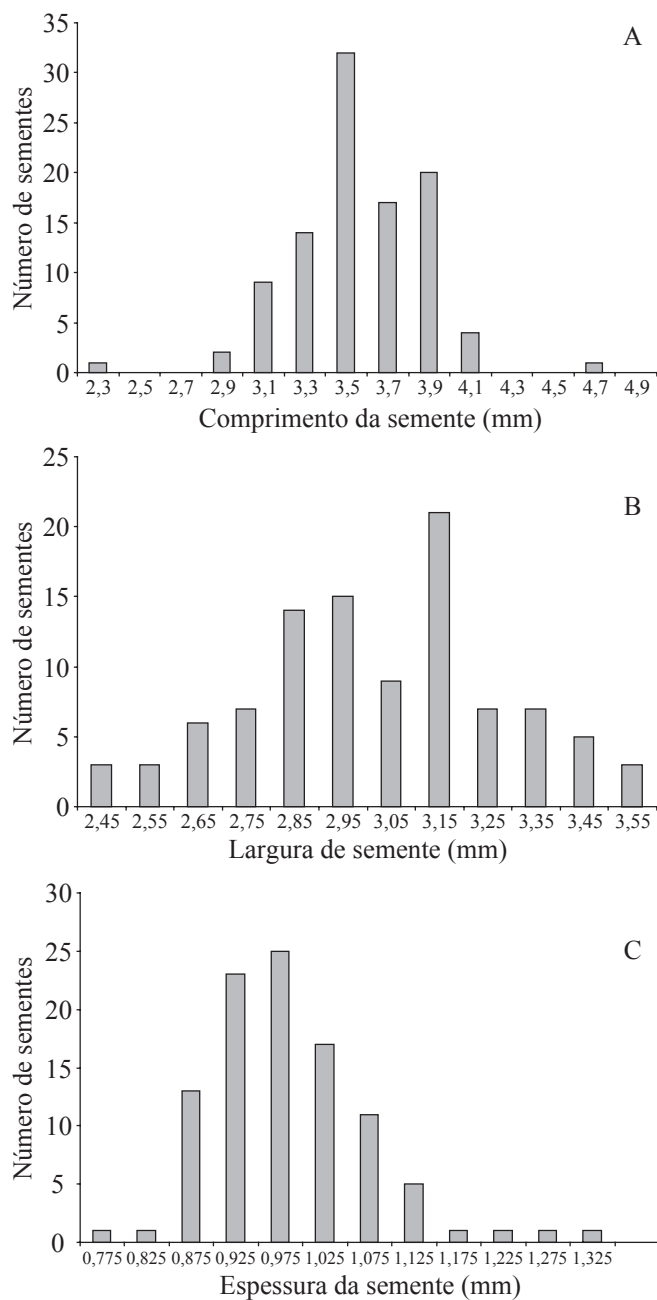 35
A
30
25
20
15
10
5
0
Número de sementes
2,3 2,5 2,7 2,9 3,1 3,3 3,5 3,7 3,9 4,1 4,3 4,5 4,7 4,9
Comprimento da semente (mm)
25
B
20
15
10
5
0
Número de sementes
2,45 2,55 2,65 2,75 2,85 2,95 3,05 3,15 3,25 3,35 3,45 3,55
Largura de semente (mm)
30
C
25
20
15
10
5
0
Número de sementes
0,775 0,825 0,875 0,925 0,975 1,025 1,075 1,125 1,175 1,225 1,275 1,325
Espessura da semente (mm)